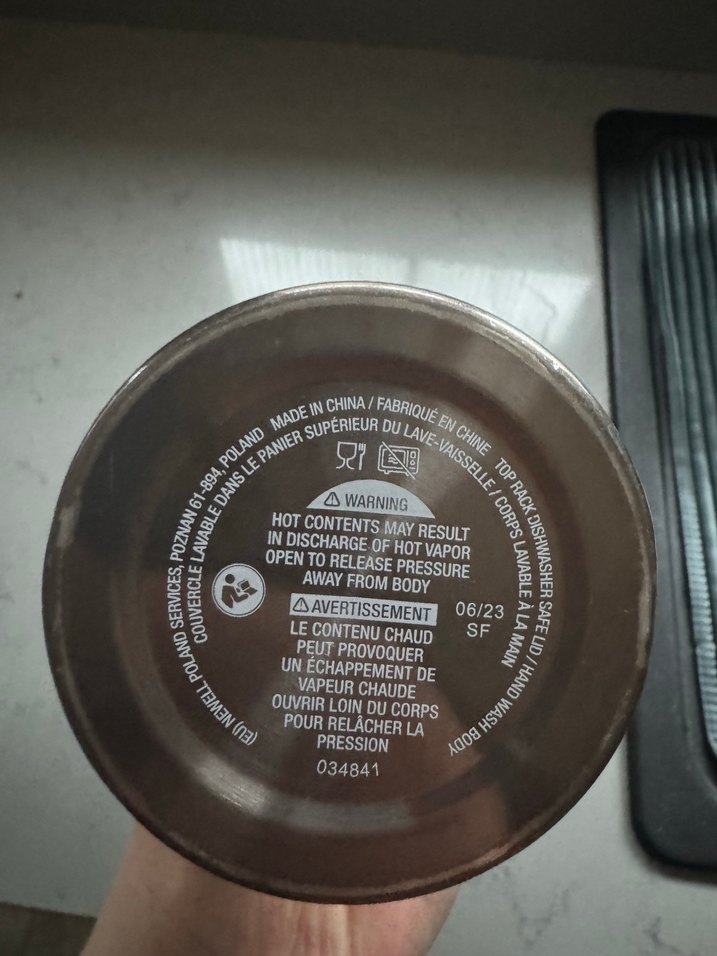 (EU) NEWELL POLAND SERVICES, POZNAN 61-894, POLAND MADE IN CHINA / FABRIQUÉ EN CHINE TOP RACK DISHWASHER SAFE LID / HAND WASH BODY
COUVERCLE LAVABLE DANS LE PANIER SUPÉRIEUR DU LAVE-VAISSELLE / CORPS LAVABLE À LA MAIN
WARNING
HOT CONTENTS MAY RESULT
IN DISCHARGE OF HOT VAPOR
OPEN TO RELEASE PRESSURE
AWAY FROM BODY
AVERTISSEMENT
LE CONTENU CHAUD
PEUT PROVOQUER
UN ÉCHAPPEMENT DE
VAPEUR CHAUDE
OUVRIR LOIN DU CORPS
POUR RELÂCHER LA
PRESSION
034841
06/23
SF